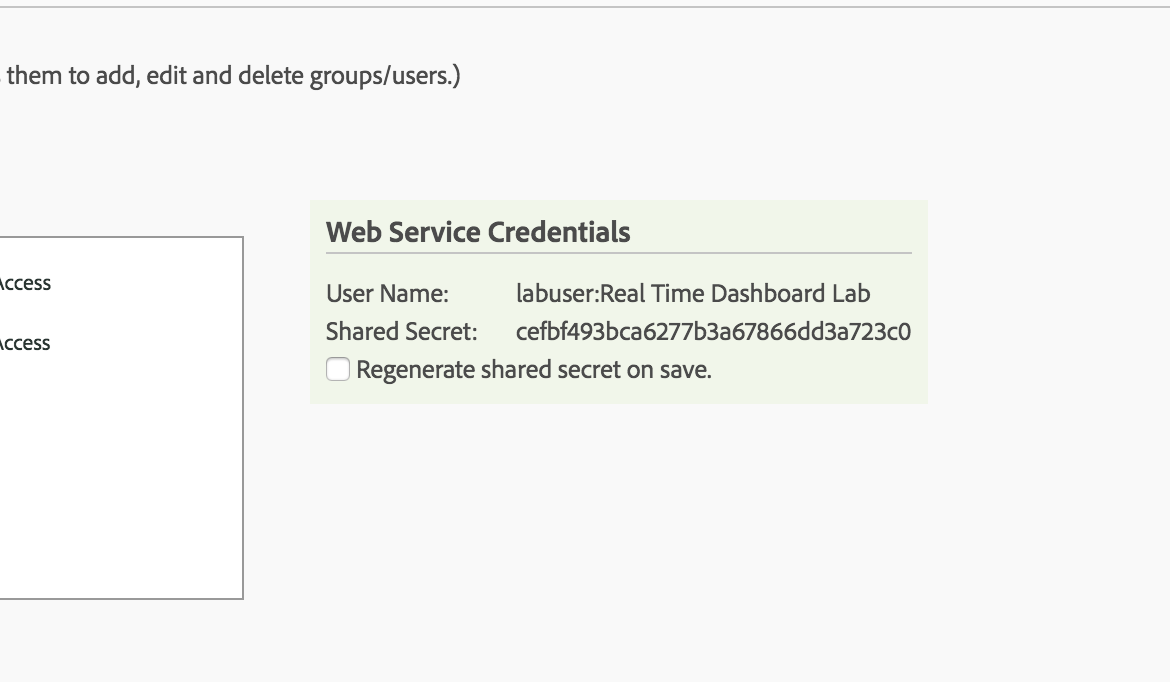 them to add, edit and delete groups/users.)
Web Service Credentials
User Name: labuser:Real Time Dashboard Lab
Shared Secret: cefbf493bca6277b3a67866dd3a723c0
Regenerate shared secret on save.
Access
Access